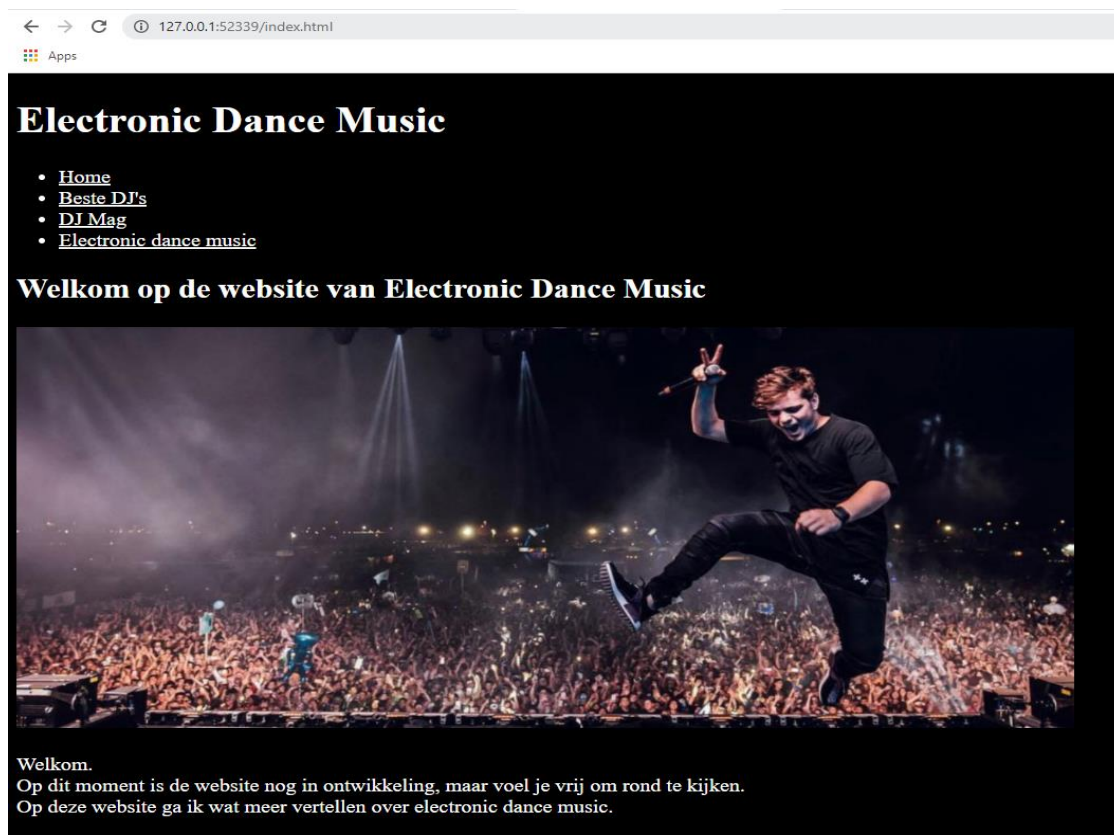 127.0.0.1:52339/index.html
Apps
Electronic Dance Music
Home
Beste DJ's
DJ Mag
Electronic dance music
Welkom op de website van Electronic Dance Music
Welkom.
Op dit moment is de website nog in ontwikkeling, maar voel je vrij om rond te kijken.
Op deze website ga ik wat meer vertellen over electronic dance music.